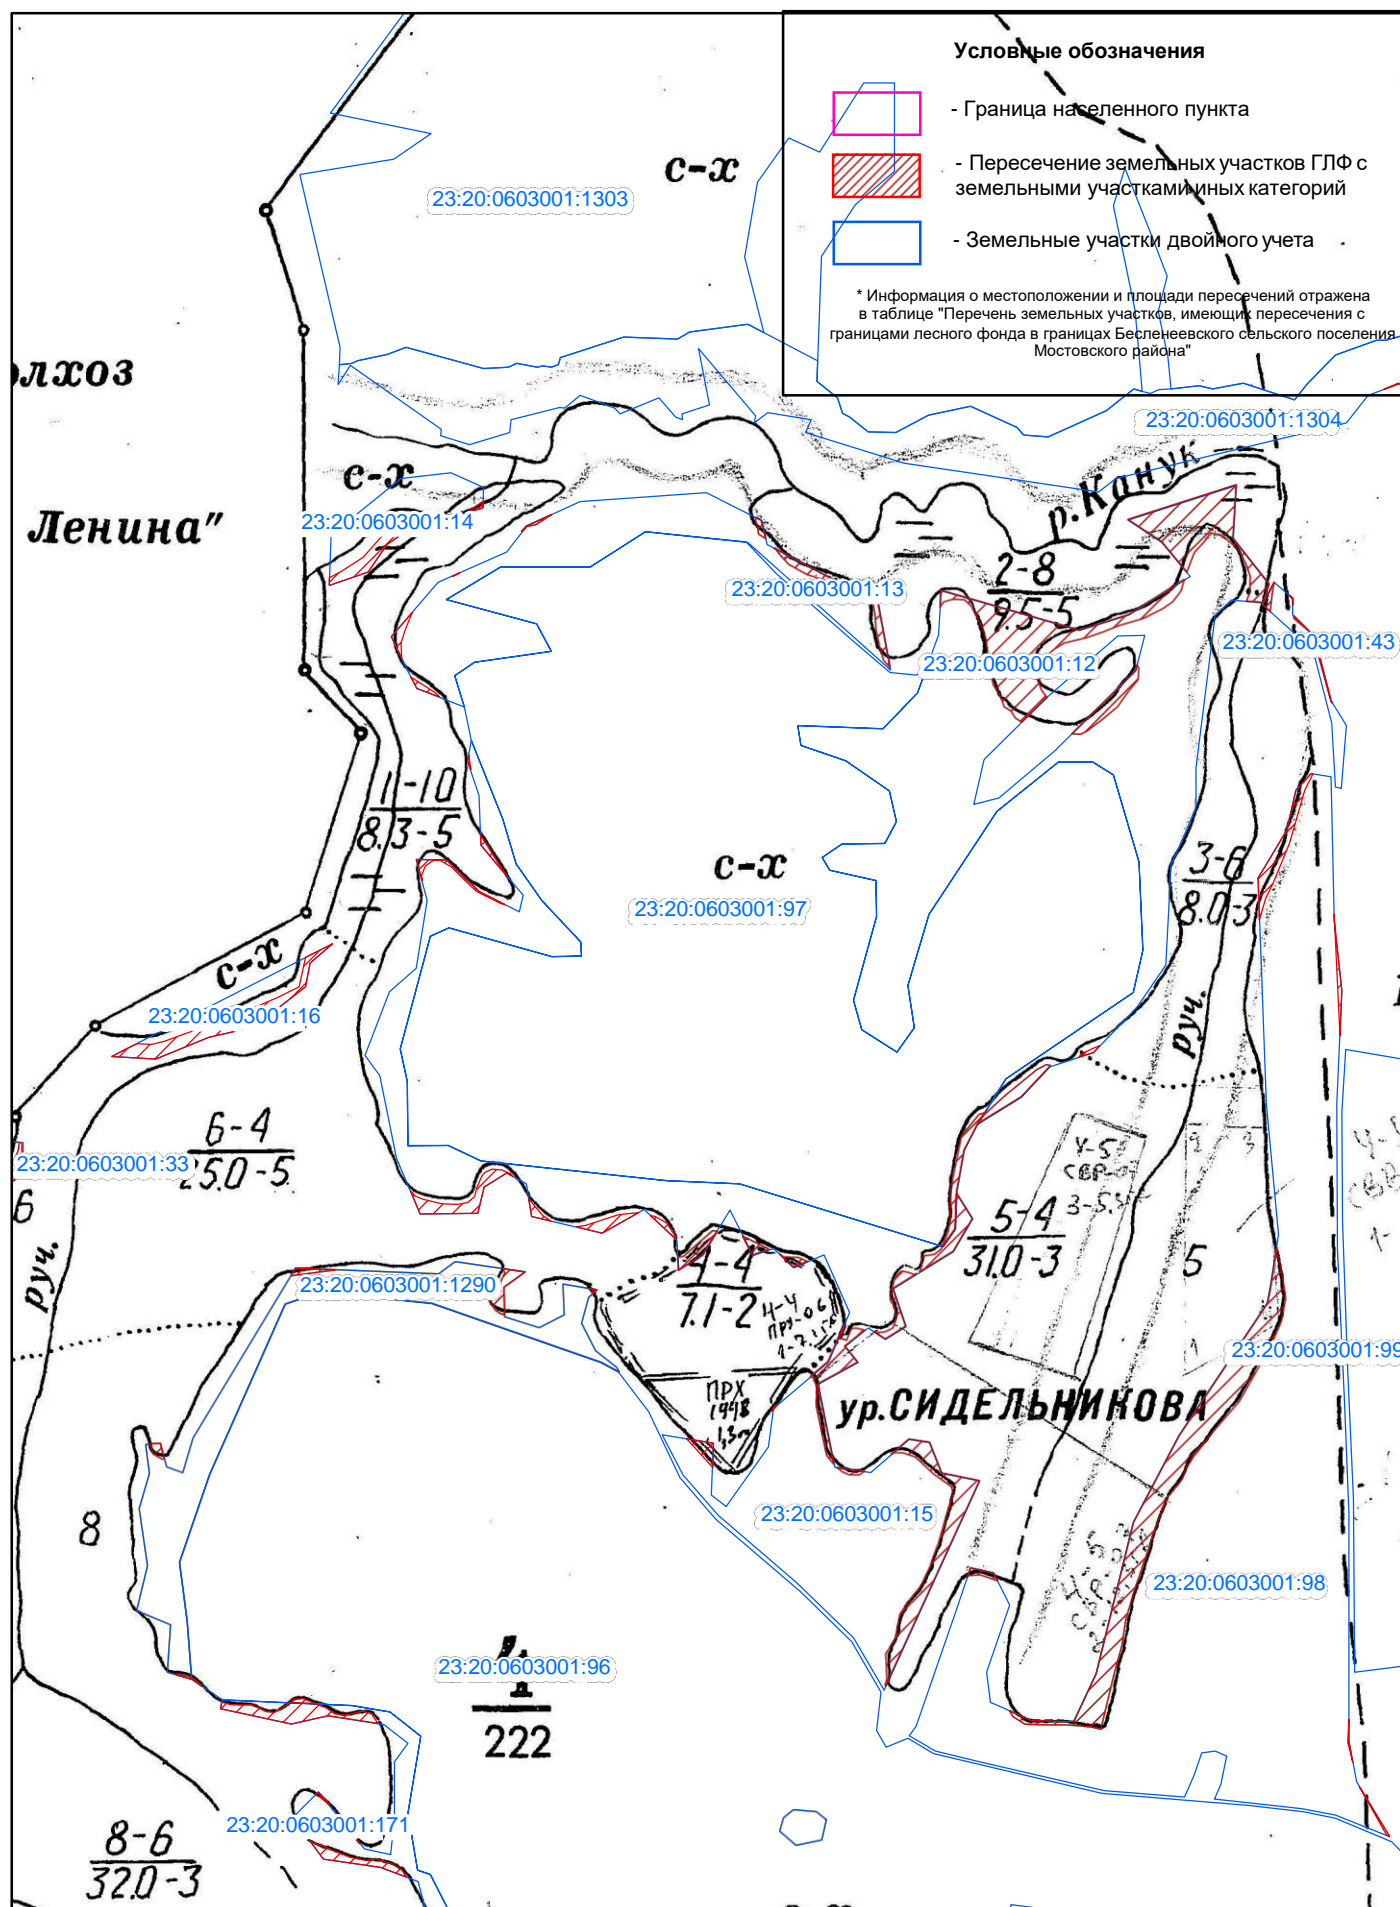 Условные обозначения
- Граница населенного пункта
- Пересечение земельных участков ГЛФ с
земельными участками иных категорий
- Земельные участки двойного учета
* Информация о местоположении и площади пересечений отражена
в таблице "Перечень земельных участков, имеющих пересечения с
границами лесного фонда в границах Бесленеевского сельского поселения
Мостовского района"
с-х
23:20:0603001:1303
олхоз
23:20:0603001:1304
с-х
р.Канук
23:20:0603001:14
Ленина"
2-8
9.5-5
23:20:0603001:13
23:20:0603001:43
23:20:0603001:12
11-10
8.3-5
с-х
3-6
8.0-3
23:20:0603001:97
с-х
23:20:0603001:16
руч.
6-4
25.0-5
23:20:0603001:33
6
руч.
5-4
31.0-3
5
4-4
7.1-2
23:20:0603001:1290
23:20:0603001:99
ПРХ
1998
ур.СИДЕЛЬНИКОВА
23:20:0603001:15
8
23:20:0603001:98
23:20:0603001:96
222
23:20:0603001:171
8-6
32.0-3